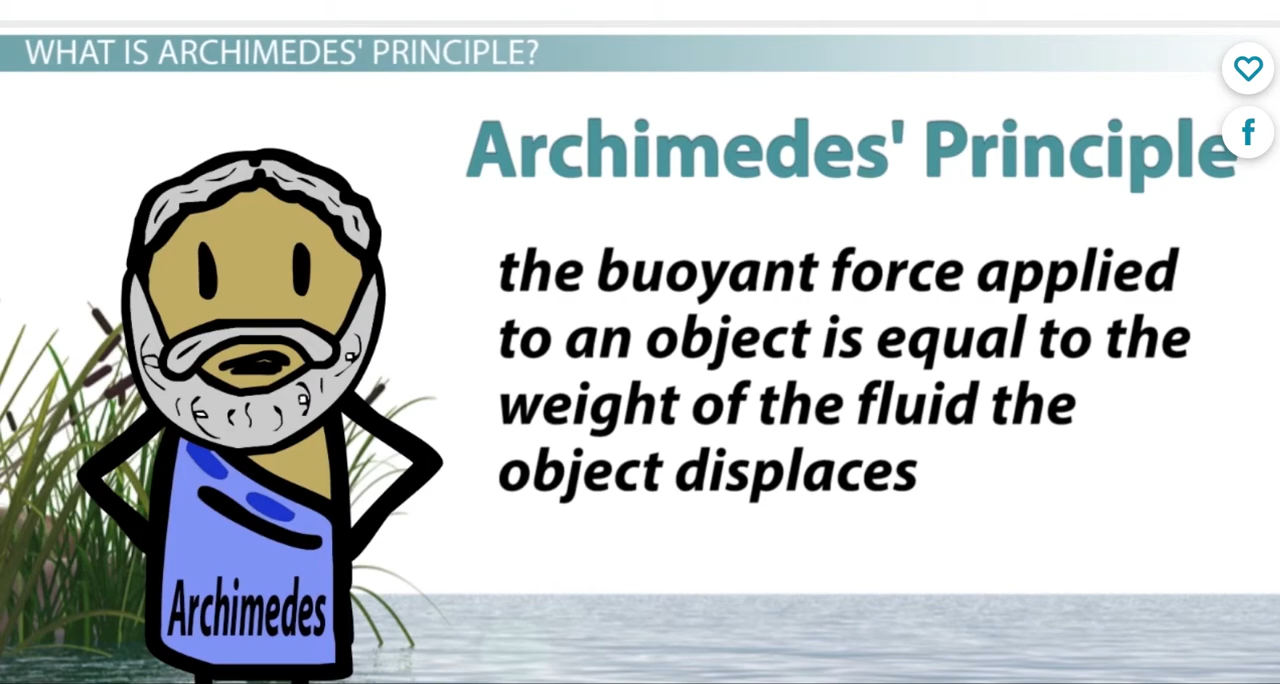 WHAT IS ARCHIMEDES' PRINCIPLE?
Archimedes' Principle
the buoyant force applied
to an object is equal to the
weight of the fluid the
object displaces
Archimedes
f